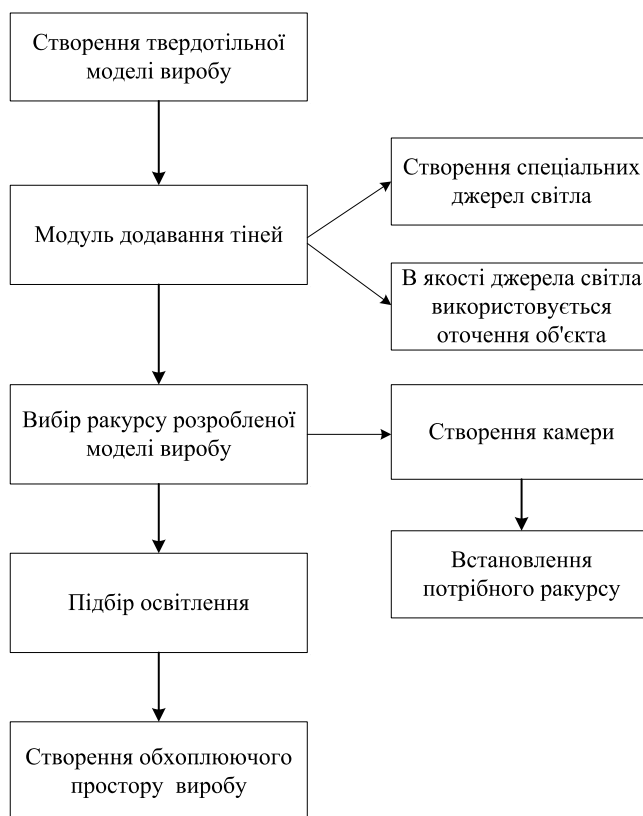 Створення твердотільної
моделі виробу
Модуль додавання тіней
Створення спеціальних
джерел світла
В якості джерела світла
використовується
оточення об'єкта
Вибір ракурсу розробленої
моделі виробу
Створення камери
Встановлення
потрібного ракурсу
Підбір освітлення
Створення обхоплюючого
простору виробу